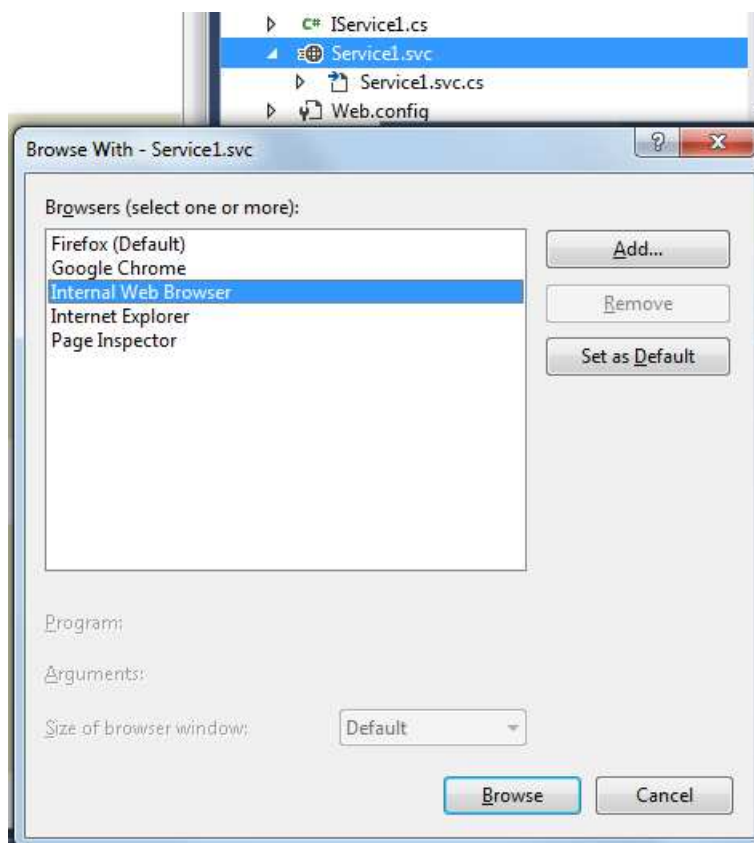 C# IService1.cs
Service1.svc
Service1.svc.cs
Web.config
Browse With - Service1.svc
?
Browsers (select one or more):
Firefox (Default)
Google Chrome
Internal Web Browser
Internet Explorer
Page Inspector
Add...
Remove
Set as Default
Program:
Arguments:
Size of browser window:
Default
Browse
Cancel